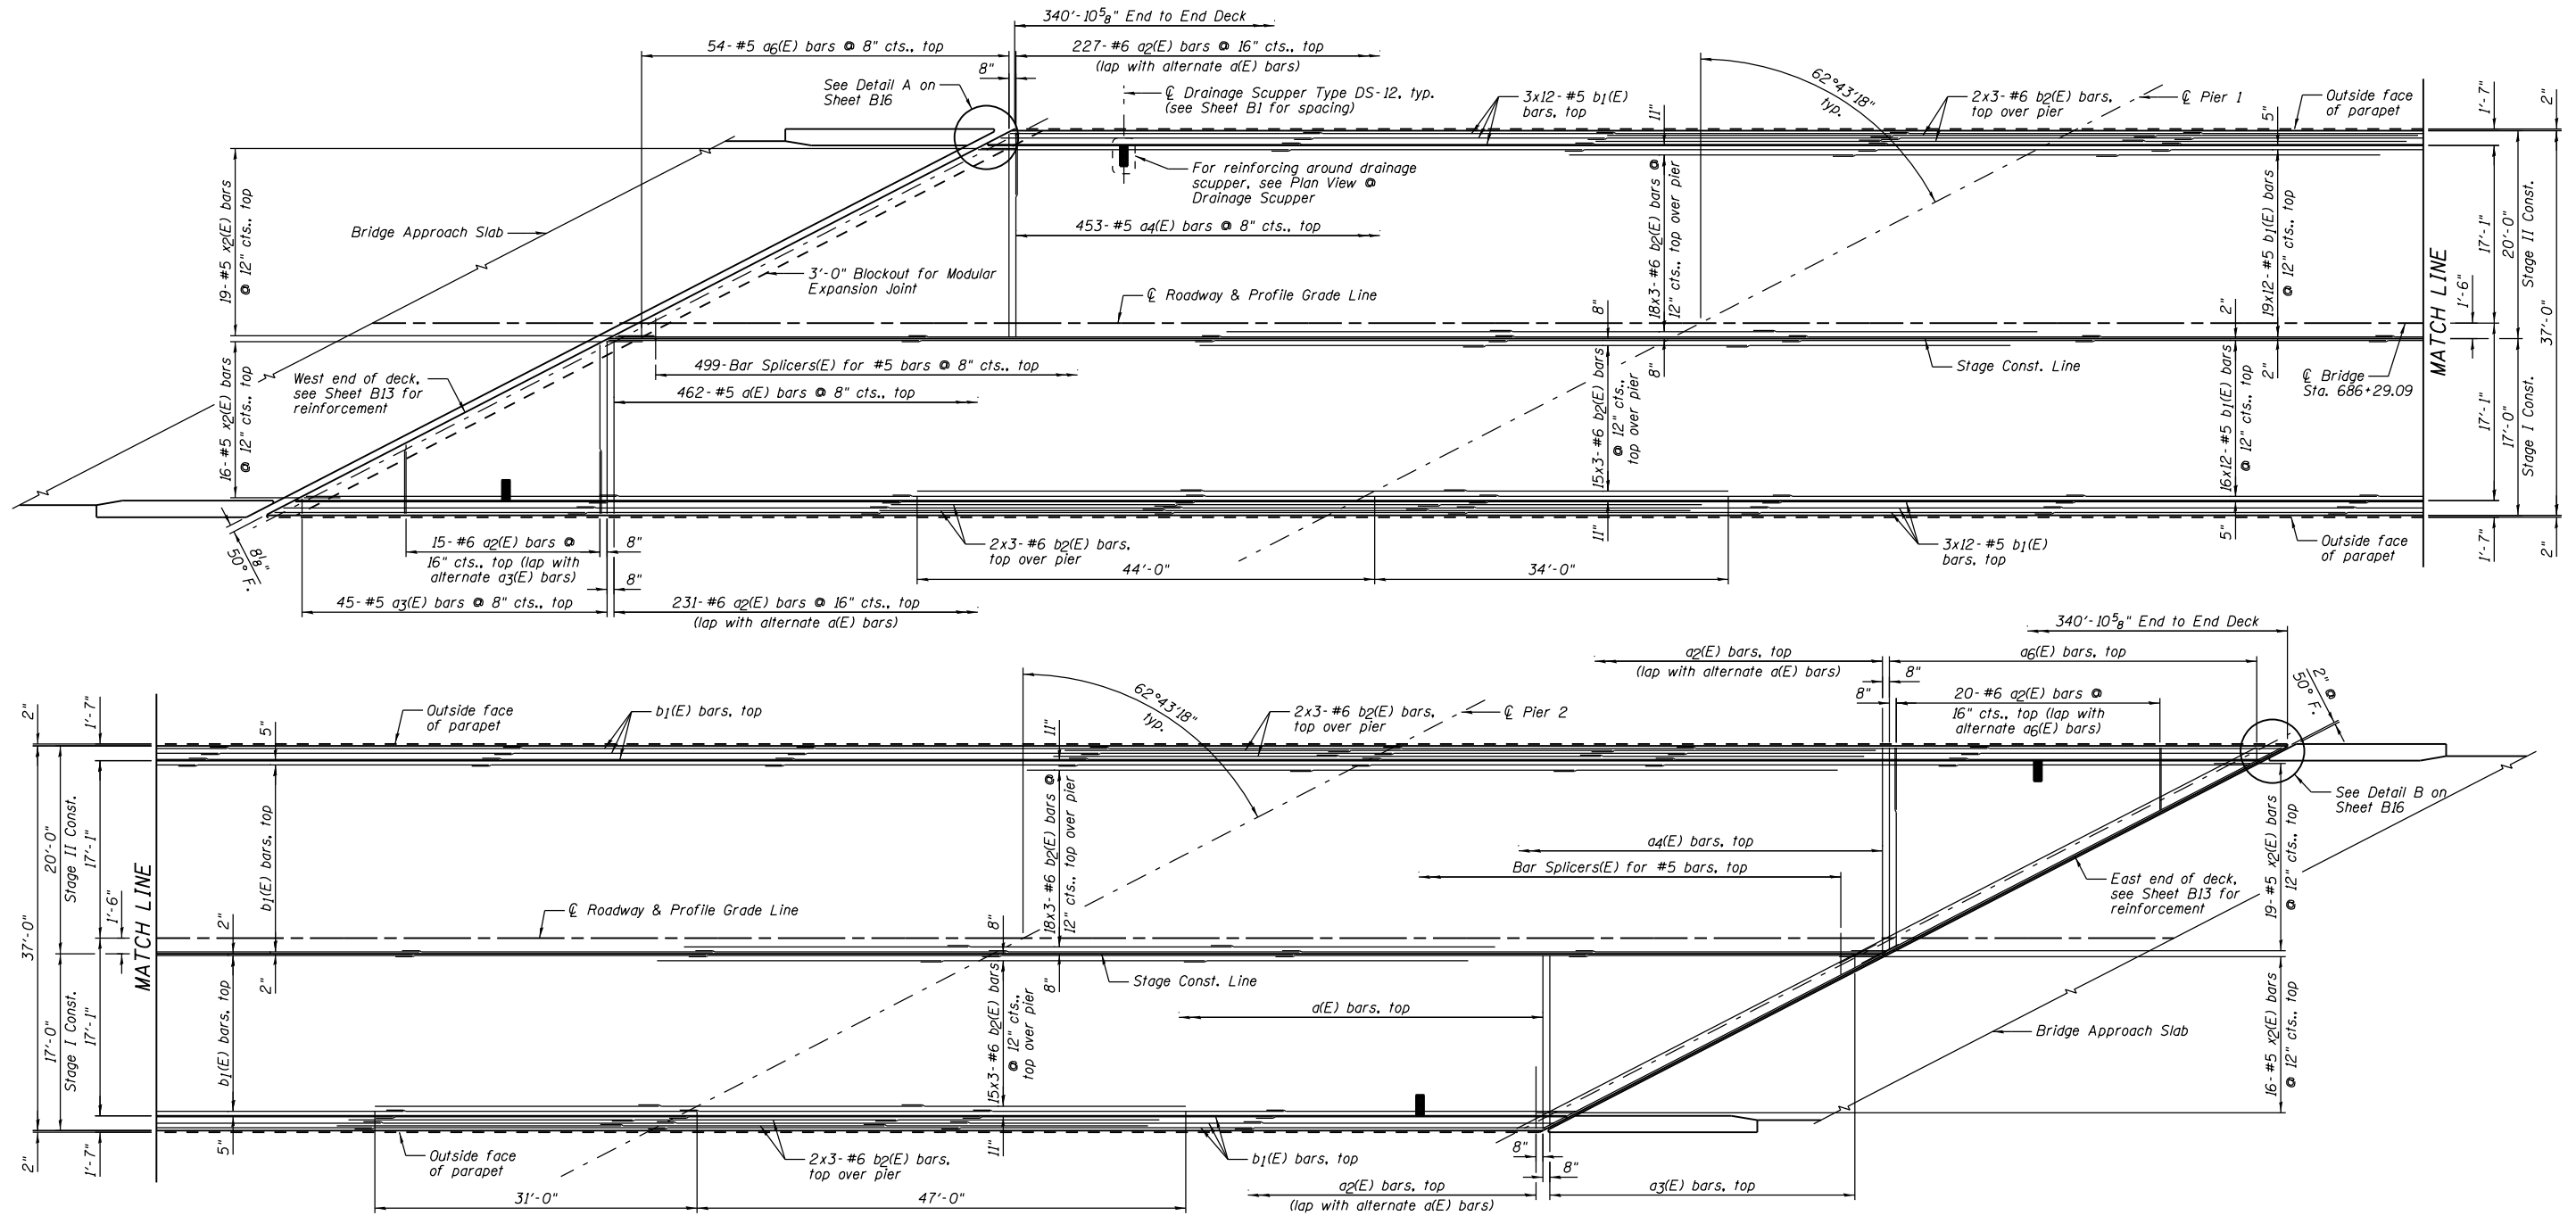 340'-10 5/8" End to End Deck
54-#5 a6(E) bars @ 8" cts., top
227-#6 a2(E) bars @ 16" cts., top
(lap with alternate a(E) bars)
8"
See Detail A on
Sheet B16
℄ Drainage Scupper Type DS-12, typ.
(see Sheet B1 for spacing)
3x12-#5 b1(E)
bars, top
62°43'18"
typ.
2x3-#6 b2(E) bars,
top over pier
℄ Pier 1
Outside face
of parapet
11"
5"
1'-7"
2"
For reinforcing around drainage
scupper, see Plan View @
Drainage Scupper
19-#5 x2(E) bars
@ 12" cts., top
Bridge Approach Slab
453-#5 a4(E) bars @ 8" cts., top
18x3-#6 b2(E) bars @
12" cts., top over pier
19x12-#5 b1(E) bars
@ 12" cts., top
17'-1"
20'-0"
Stage II Const.
3'-0" Blockout for Modular
Expansion Joint
℄ Roadway & Profile Grade Line
8"
2"
MATCH LINE
1'-6"
37'-0"
499-Bar Splicers(E) for #5 bars @ 8" cts., top
Stage Const. Line
8"
2"
℄ Bridge
Sta. 686+29.09
West end of deck,
see Sheet B13 for
reinforcement
462-#5 a(E) bars @ 8" cts., top
16-#5 x2(E) bars
@ 12" cts., top
15x3-#6 b2(E) bars
@ 12" cts.,
top over pier
16x12-#5 b1(E) bars
@ 12" cts., top
17'-1"
17'-0"
Stage I Const.
8 1/8"
50° F.
15-#6 a2(E) bars @
16" cts., top (lap with
alternate a3(E) bars)
8"
8"
2x3-#6 b2(E) bars,
top over pier
11"
3x12-#5 b1(E)
bars, top
5"
Outside face
of parapet
1'-7"
2"
44'-0"
34'-0"
45-#5 a3(E) bars @ 8" cts., top
231-#6 a2(E) bars @ 16" cts., top
(lap with alternate a(E) bars)
340'-10 5/8" End to End Deck
a2(E) bars, top
(lap with alternate a(E) bars)
8"
a6(E) bars, top
8"
20-#6 a2(E) bars @
16" cts., top (lap with
alternate a6(E) bars)
2" @
50° F.
2"
1'-7"
5"
Outside face
of parapet
b1(E) bars, top
62°43'18"
typ.
11"
2x3-#6 b2(E) bars,
top over pier
℄ Pier 2
See Detail B on
Sheet B16
37'-0"
20'-0"
Stage II Const.
17'-1"
1'-6"
MATCH LINE
b1(E) bars, top
2"
2"
18x3-#6 b2(E) bars @
12" cts., top over pier
8"
8"
a4(E) bars, top
Bar Splicers(E) for #5 bars, top
19-#5 x2(E) bars
@ 12" cts., top
East end of deck,
see Sheet B13 for
reinforcement
℄ Roadway & Profile Grade Line
Stage Const. Line
17'-0"
Stage I Const.
17'-1"
b1(E) bars, top
15x3-#6 b2(E) bars
@ 12" cts.,
top over pier
a(E) bars, top
16-#5 x2(E) bars
@ 12" cts., top
Bridge Approach Slab
2"
1'-7"
5"
Outside face
of parapet
2x3-#6 b2(E) bars,
top over pier
11"
b1(E) bars, top
8"
8"
31'-0"
47'-0"
a2(E) bars, top
(lap with alternate a(E) bars)
a3(E) bars, top